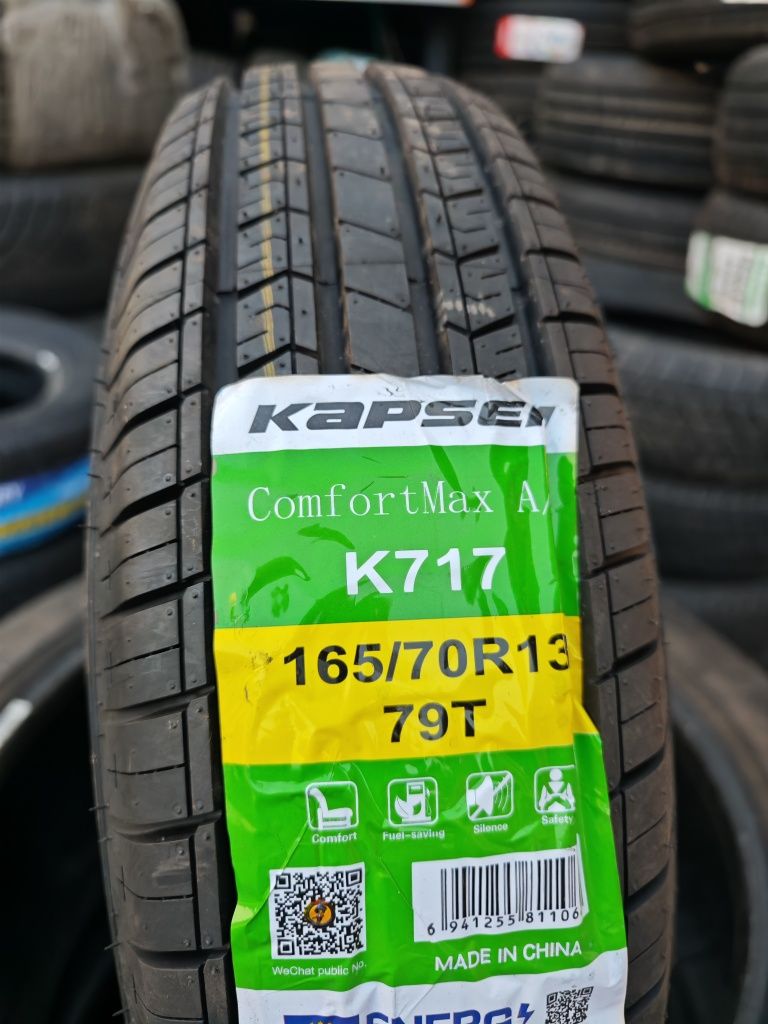 KAPSEN
ComfortMax A/
K717
165/70R13
79T
Comfort
Fuel-saving
Silence
Safety
6 941255 81106
WeChat public No.
MADE IN CHINA
ENERG